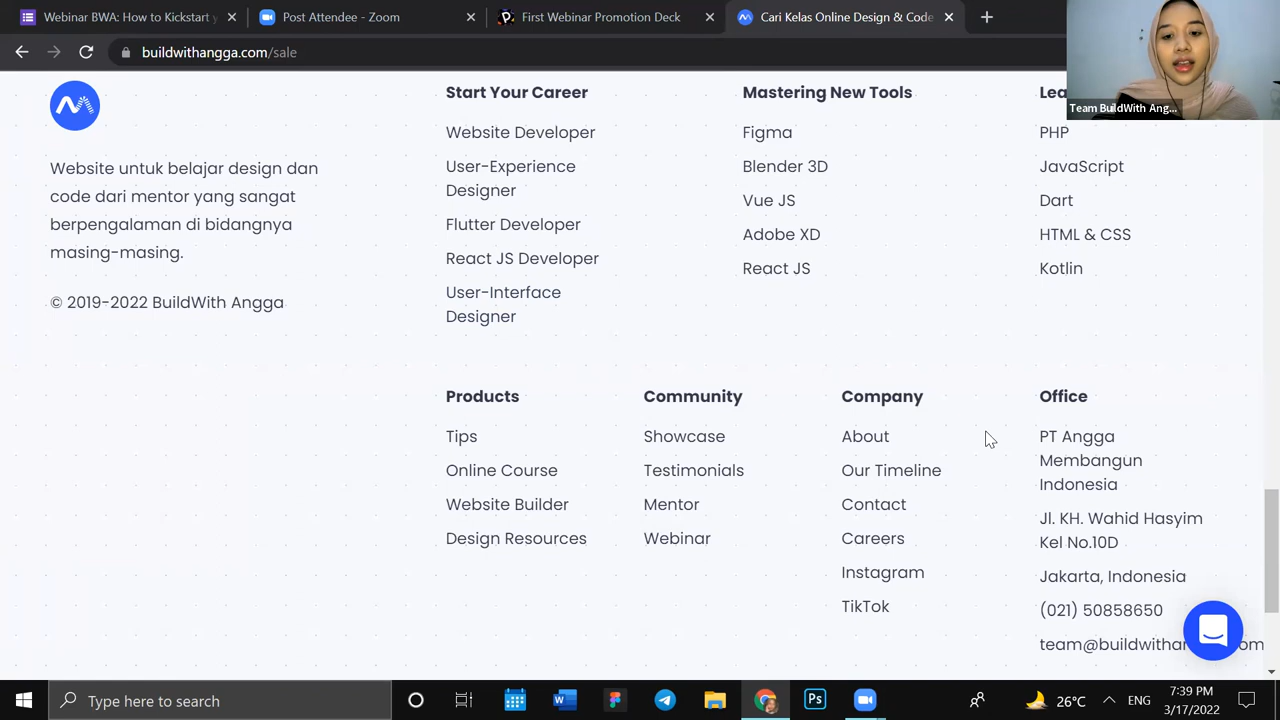 Webinar BWA: How to Kickstart y
Post Attendee - Zoom
First Webinar Promotion Deck
Cari Kelas Online Design & Code
buildwithangga.com/sale
Team BuildWith Ang...
Website untuk belajar design dan
code dari mentor yang sangat
berpengalaman di bidangnya
masing-masing.
© 2019-2022 BuildWith Angga
Start Your Career
Website Developer
User-Experience
Designer
Flutter Developer
React JS Developer
User-Interface
Designer
Mastering New Tools
Figma
Blender 3D
Vue JS
Adobe XD
React JS
Lea
PHP
JavaScript
Dart
HTML & CSS
Kotlin
Products
Tips
Online Course
Website Builder
Design Resources
Community
Showcase
Testimonials
Mentor
Webinar
Company
About
Our Timeline
Contact
Careers
Instagram
TikTok
Office
PT Angga
Membangun
Indonesia
Jl. KH. Wahid Hasyim
Kel No.10D
Jakarta, Indonesia
(021) 50858650
team@buildwithan om
Type here to search
26°C
ENG
7:39 PM
3/17/2022